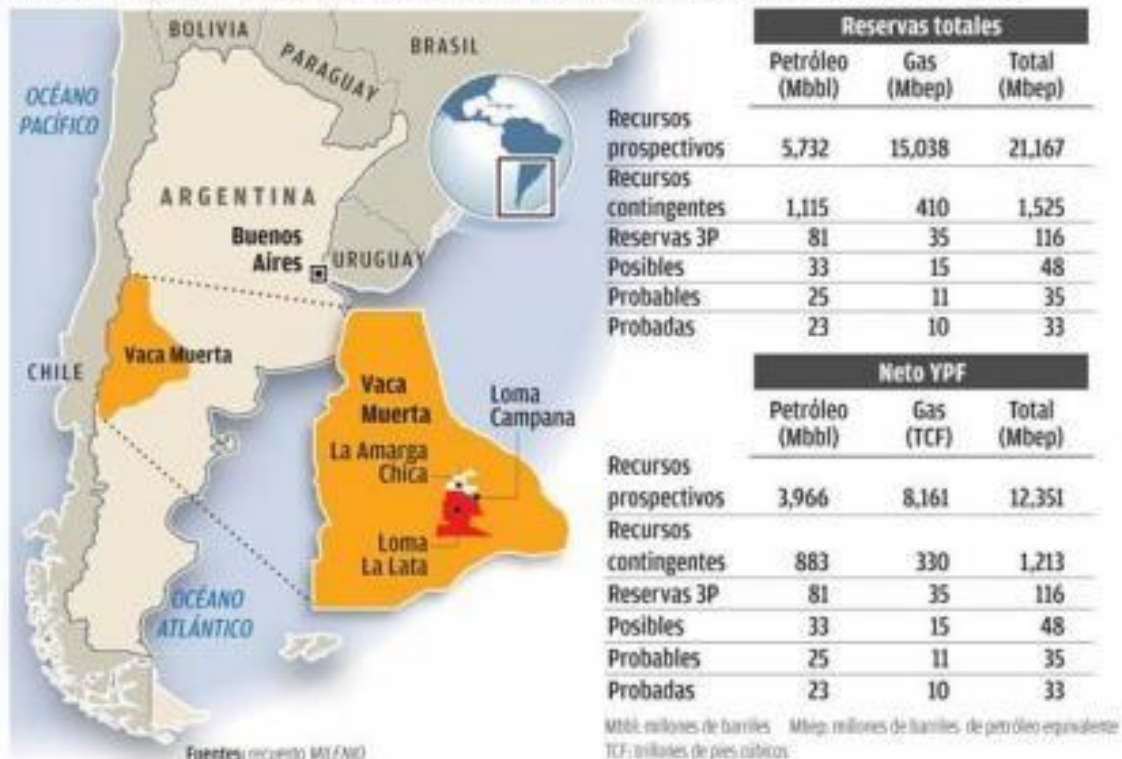 BOLIVIA
PARAGUAY
BRASIL
OCÉANO
PACÍFICO
ARGENTINA
Buenos
Aires
URUGUAY
CHILE
Vaca Muerta
Vaca
Muerta
Loma
Campana
La Amarga
Chica
Loma
La Lata
OCÉANO
ATLÁNTICO
Fuentes: recuento MILENIO
Reservas totales
Petróleo Gas Total
(Mbbl) (Mbep) (Mbep)
Recursos
prospectivos 5,732 15,038 21,167
Recursos
contingentes 1,115 410 1,525
Reservas 3P 81 35 116
Posibles 33 15 48
Probables 25 11 35
Probadas 23 10 33
Neto YPF
Petróleo Gas Total
(Mbbl) (TCF) (Mbep)
Recursos
prospectivos 3,966 8,161 12,351
Recursos
contingentes 883 330 1,213
Reservas 3P 81 35 116
Posibles 33 15 48
Probables 25 11 35
Probadas 23 10 33
Mbbl: millones de barriles Mbep: millones de barriles de petróleo equivalente
TCF: trillones de pies cúbicos